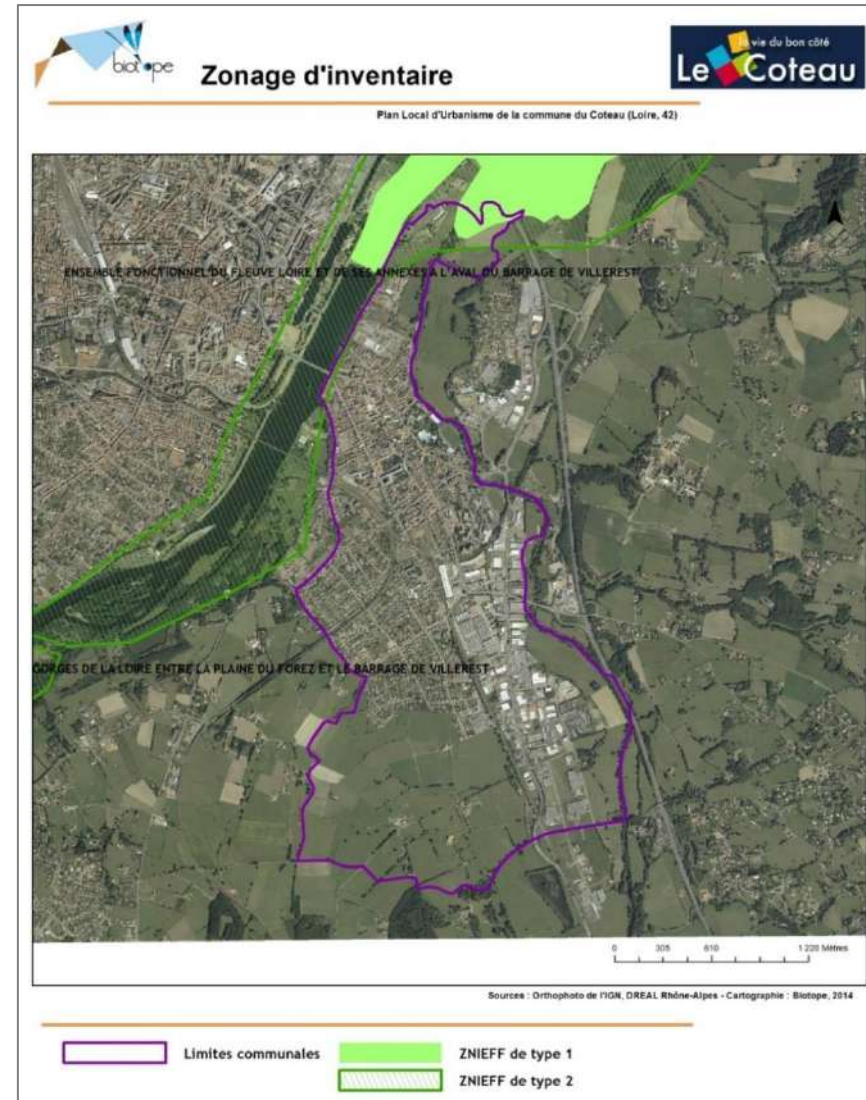 biotope
Zonage d'inventaire
la vie du bon côté
Le Coteau
Plan Local d'Urbanisme de la commune du Coteau (Loire, 42)
ENSEMBLE FONCTIONNEL DU FLEUVE LOIRE ET DE SES ANNEXES A L'AVAL DU BARRAGE DE VILLEREST
GORGES DE LA LOIRE ENTRE LA PLAINE DU FOREZ ET LE BARRAGE DE VILLEREST
0 305 610 1 220 Mètres
Sources : Orthophoto de l'IGN, DREAL Rhône-Alpes - Cartographie : Biotope, 2014
Limites communales
ZNIEFF de type 1
ZNIEFF de type 2